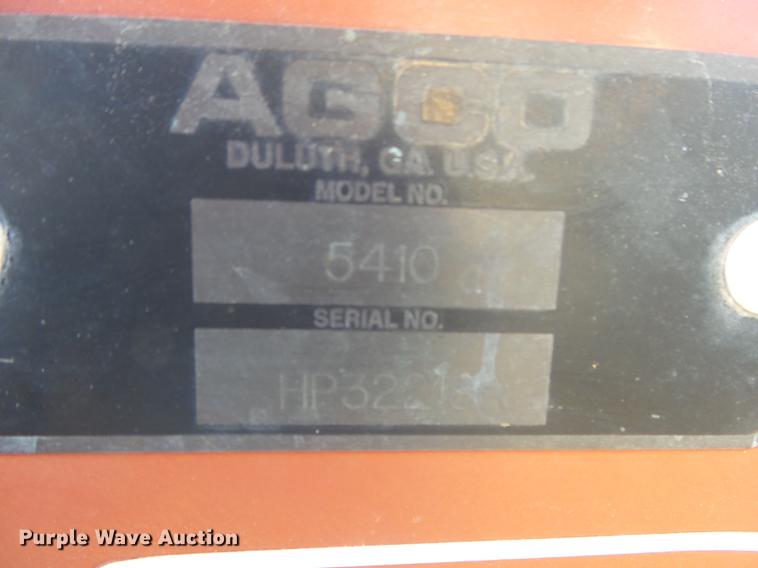 AGCO
DULUTH, GA. U.S.A.
MODEL NO.
5410
SERIAL NO.
Purple Wave Auction